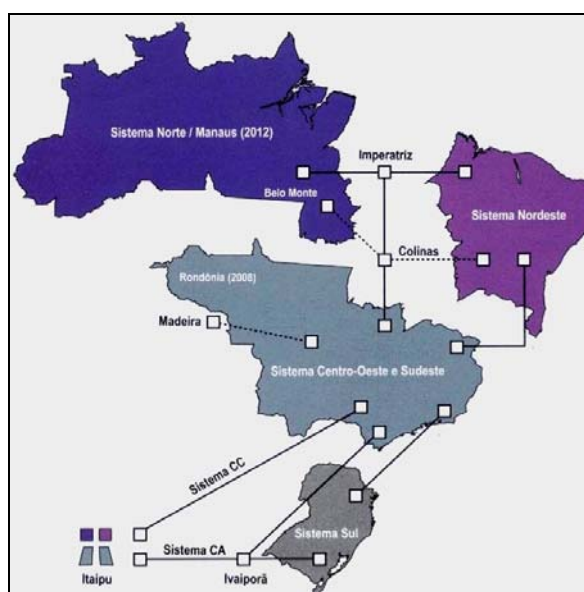 Sistema Norte / Manaus (2012)
Imperatriz
Belo Monte
Sistema Nordeste
Colinas
Rondônia (2008)
Madeira
Sistema Centro-Oeste e Sudeste
Sistema CC
Sistema Sul
Sistema CA
Itaipu
Ivaiporã